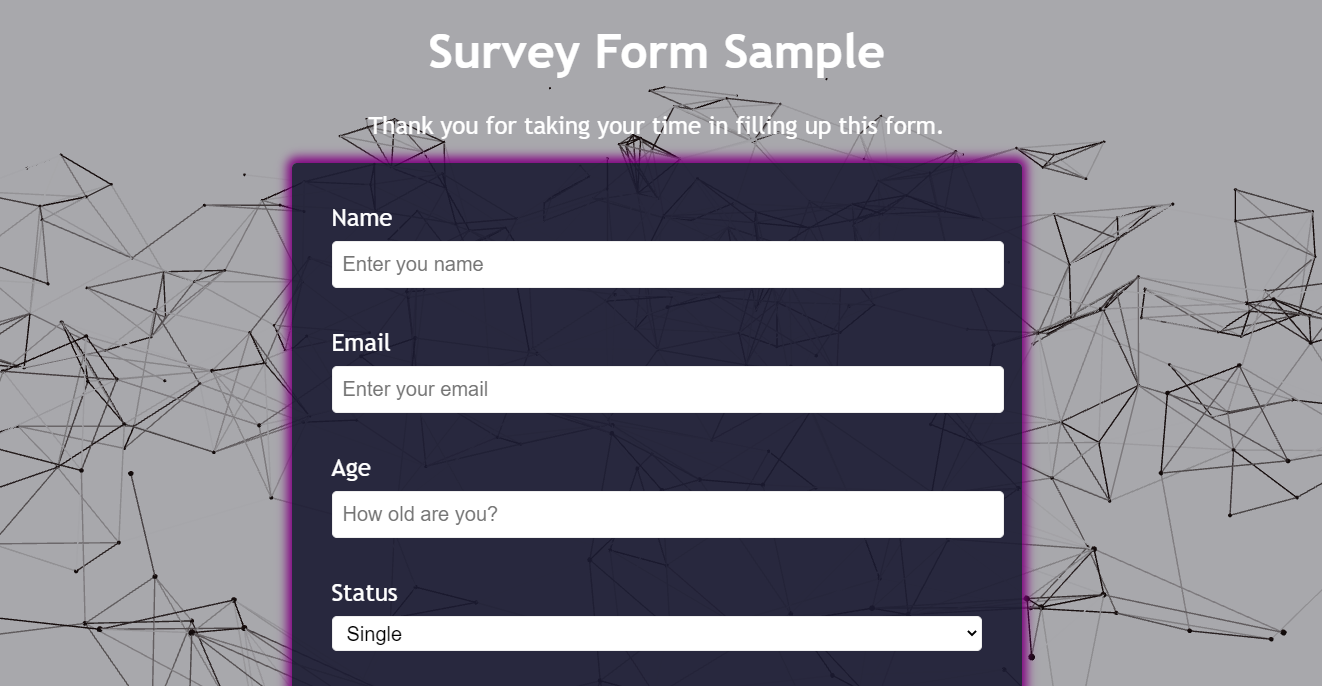 Survey Form Sample
Thank you for taking your time in filling up this form.
Name
Enter you name
Email
Enter your email
Age
How old are you?
Status
Single